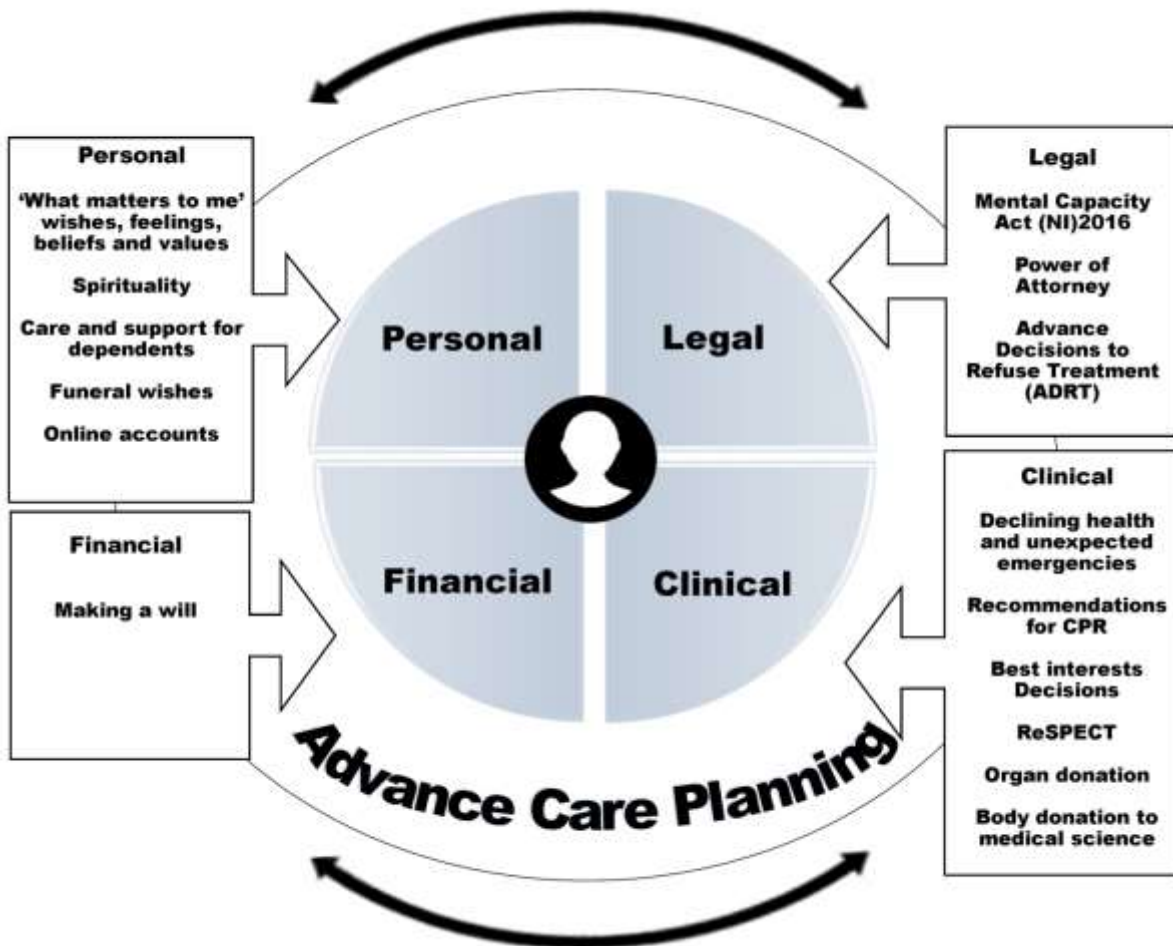 Personal
‘What matters to me’
wishes, feelings,
beliefs and values
Spirituality
Care and support for
dependents
Funeral wishes
Online accounts
Financial
Making a will
Personal
Legal
Financial
Clinical
Advance Care Planning
Legal
Mental Capacity
Act (NI)2016
Power of
Attorney
Advance
Decisions to
Refuse Treatment
(ADRT)
Clinical
Declining health
and unexpected
emergencies
Recommendations
for CPR
Best interests
Decisions
ReSPECT
Organ donation
Body donation to
medical science